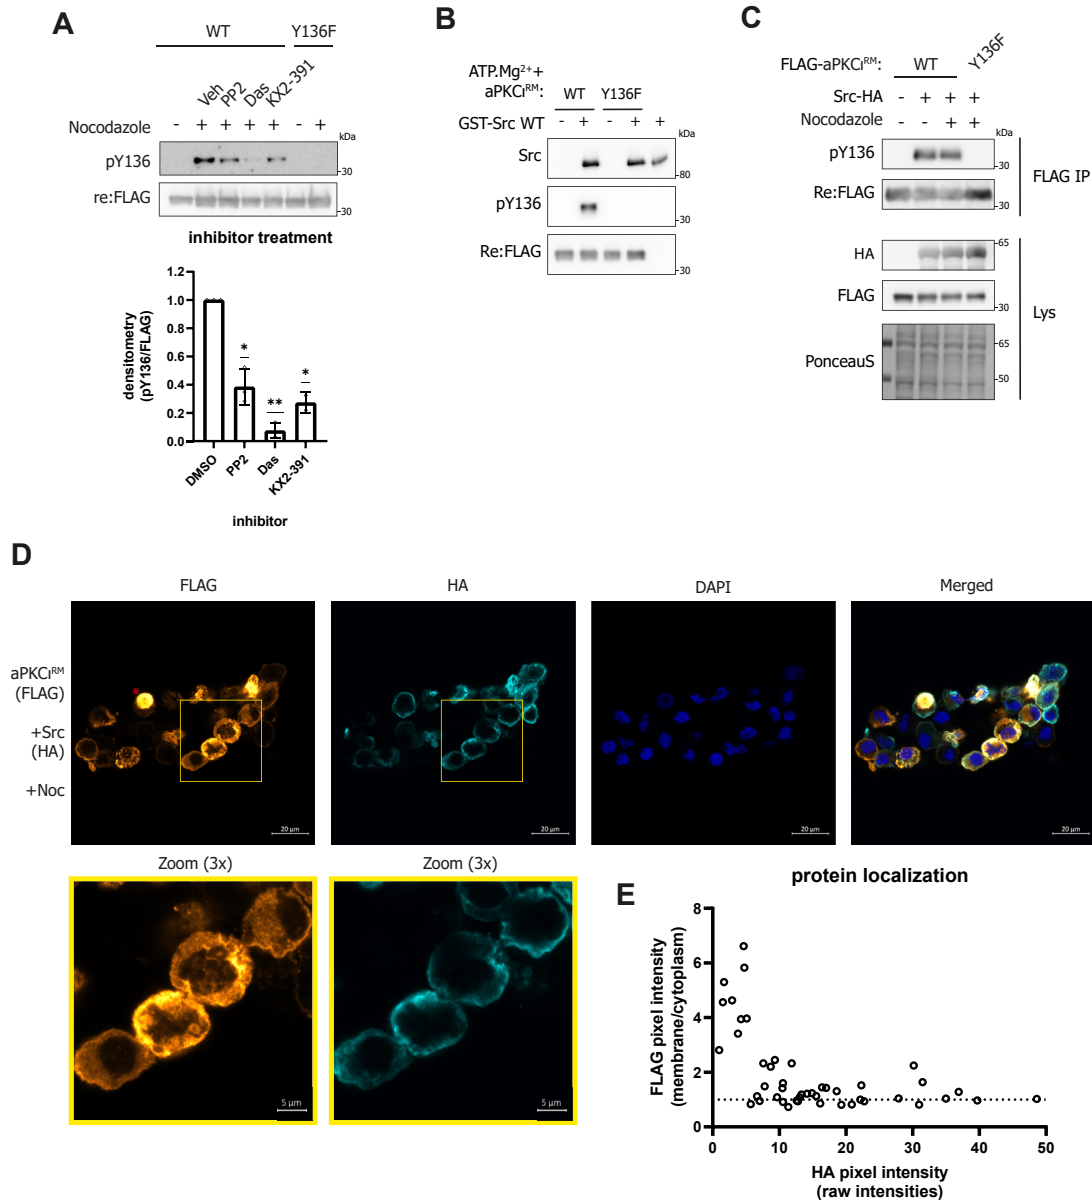 A
WT Y136F
Veh PP2 Das KX2-391
Nocodazole - + + + + - +
kDa
pY136
30
re:FLAG
30
inhibitor treatment
densitometry
(pY136/FLAG)
1.2
1.0
0.8
0.6
0.4
0.2
0.0
* ** *
DMSO PP2 Das KX2-391
inhibitor
B
ATP.Mg²⁺+
aPKCιᴿᴹ: WT Y136F
GST-Src WT - + - + +
kDa
Src
80
pY136
30
Re:FLAG
30
C
FLAG-aPKCιᴿᴹ: WT Y136F
Src-HA - + + +
Nocodazole - - + +
kDa
pY136
30
Re:FLAG
30
FLAG IP
HA
65
FLAG
30
PonceauS
65
50
Lys
D
FLAG HA DAPI Merged
aPKCιᴿᴹ
(FLAG)
+Src
(HA)
+Noc
*
20 µm 20 µm 20 µm 20 µm
Zoom (3x) Zoom (3x)
5 µm 5 µm
E
protein localization
FLAG pixel intensity
(membrane/cytoplasm)
8
6
4
2
0
0 10 20 30 40 50
HA pixel intensity
(raw intensities)